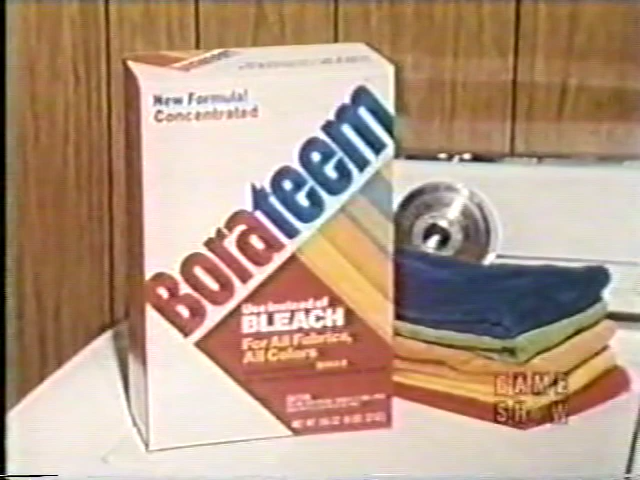 New Formula!
Concentrated
Borateem
Use Instead of
BLEACH
For All Fabrics,
All Colors
GAME
SHOW